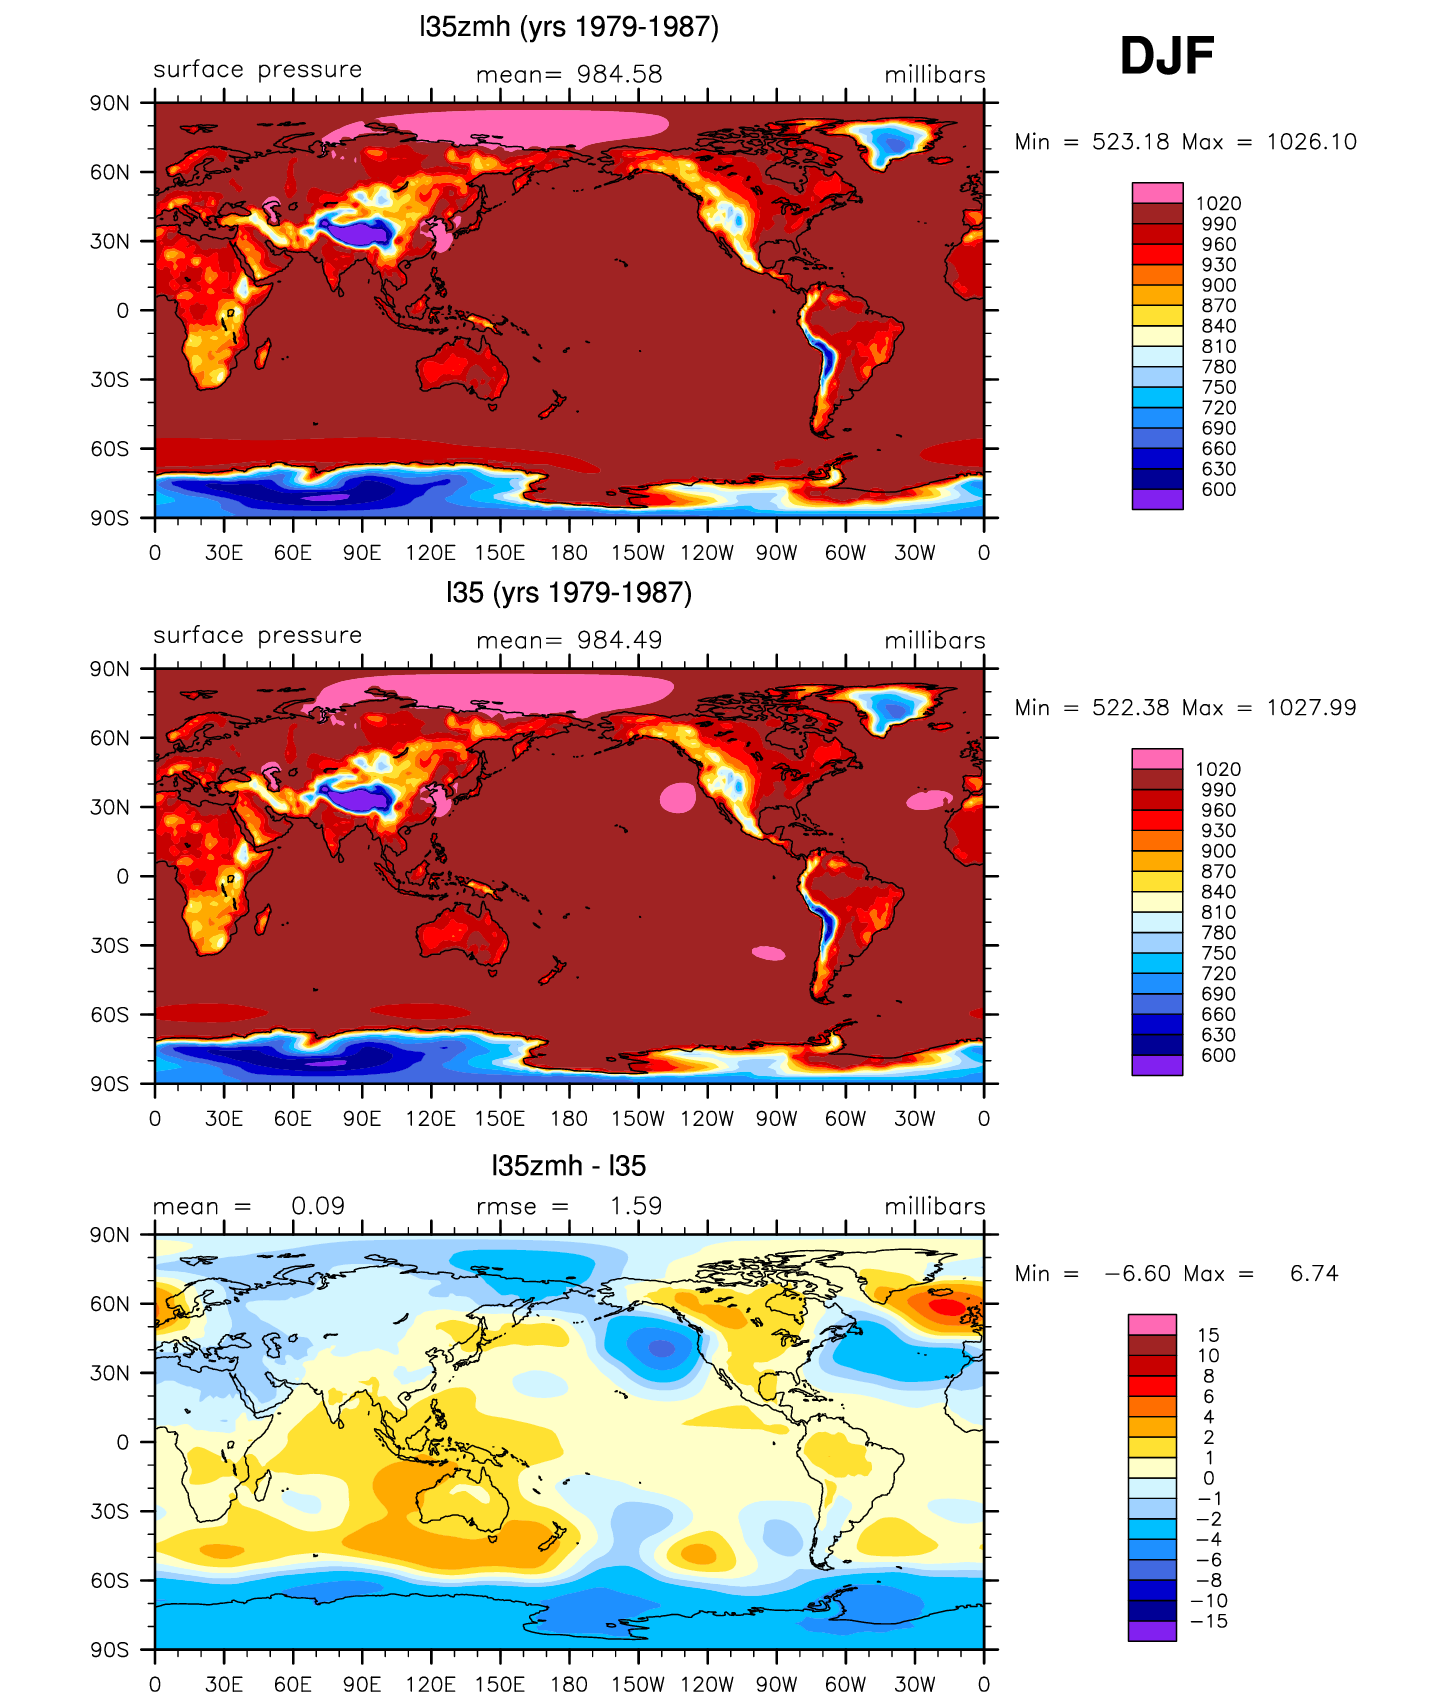 l35zmh (yrs 1979-1987)
DJF
surface pressure mean= 984.58 millibars
Min = 523.18 Max = 1026.10
90N
60N
30N
0
30S
60S
90S
0 30E 60E 90E 120E 150E 180 150W 120W 90W 60W 30W 0
1020
990
960
930
900
870
840
810
780
750
720
690
660
630
600
l35 (yrs 1979-1987)
surface pressure mean= 984.49 millibars
Min = 522.38 Max = 1027.99
90N
60N
30N
0
30S
60S
90S
0 30E 60E 90E 120E 150E 180 150W 120W 90W 60W 30W 0
1020
990
960
930
900
870
840
810
780
750
720
690
660
630
600
l35zmh - l35
mean = 0.09 rmse = 1.59 millibars
Min = −6.60 Max = 6.74
90N
60N
30N
0
30S
60S
90S
0 30E 60E 90E 120E 150E 180 150W 120W 90W 60W 30W 0
15
10
8
6
4
2
1
0
−1
−2
−4
−6
−8
−10
−15